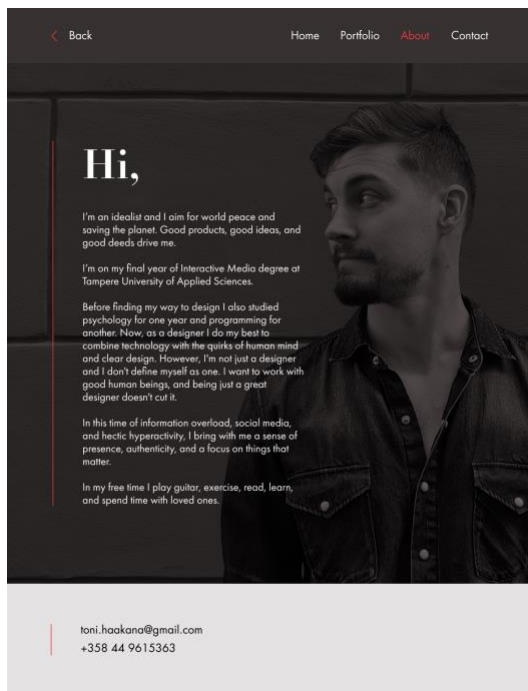 Back
Home Portfolio About Contact
Hi,
I'm an idealist and I aim for world peace and
saving the planet. Good products, good ideas, and
good deeds drive me.
I'm on my final year of Interactive Media degree at
Tampere University of Applied Sciences.
Before finding my way to design I also studied
psychology for one year and programming for
another. Now, as a designer I do my best to
combine technology with the quirks of human mind
and clear design. However, I'm not just a designer
and I don't define myself as one. I want to work with
good human beings, and being just a great
designer doesn't cut it.
In this time of information overload, social media,
and hectic hyperactivity, I bring with me a sense of
presence, authenticity, and a focus on things that
matter.
In my free time I play guitar, exercise, read, learn,
and spend time with loved ones.
toni.haakana@gmail.com
+358 44 9615363